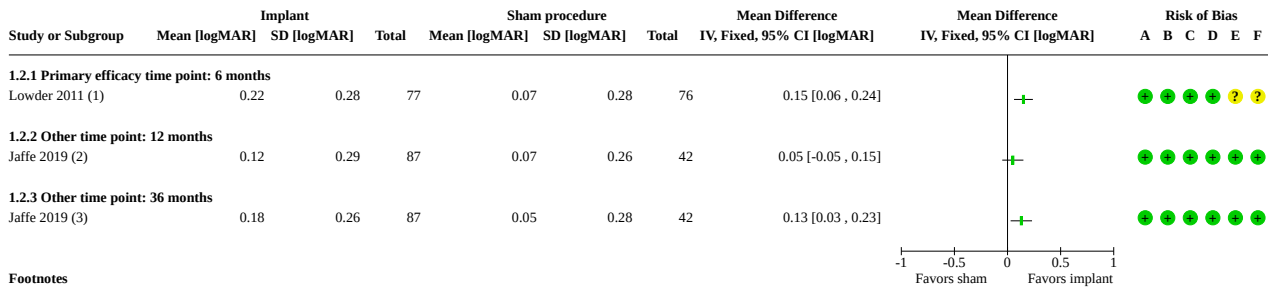 Implant Sham procedure Mean Difference Mean Difference Risk of Bias
Study or Subgroup Mean [logMAR] SD [logMAR] Total Mean [logMAR] SD [logMAR] Total IV, Fixed, 95% CI [logMAR] IV, Fixed, 95% CI [logMAR] A B C D E F
1.2.1 Primary efficacy time point: 6 months
Lowder 2011 (1) 0.22 0.28 77 0.07 0.28 76 0.15 [0.06 , 0.24] + + + + ? ?
1.2.2 Other time point: 12 months
Jaffe 2019 (2) 0.12 0.29 87 0.07 0.26 42 0.05 [-0.05 , 0.15] + + + + + +
1.2.3 Other time point: 36 months
Jaffe 2019 (3) 0.18 0.26 87 0.05 0.28 42 0.13 [0.03 , 0.23] + + + + + +
-1 -0.5 0 0.5 1
Footnotes Favors sham Favors implant